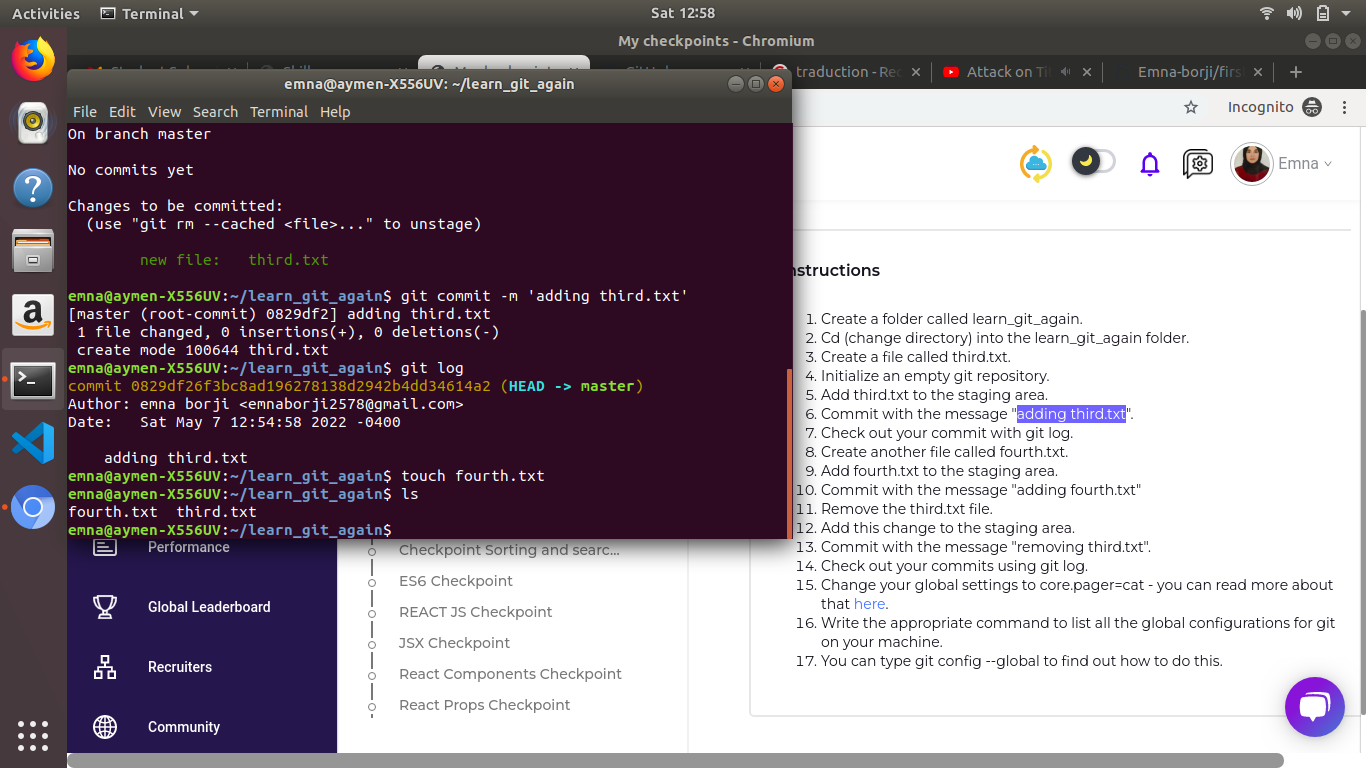 Activities
Terminal
Sat 12:58
My checkpoints - Chromium
traduction - Rec
Attack on Ti
Emna-borji/firs
emna@aymen-X556UV: ~/learn_git_again
File Edit View Search Terminal Help
Incognito
Emna
On branch master
No commits yet
Changes to be committed:
(use "git rm --cached <file>..." to unstage)
new file: third.txt
emna@aymen-X556UV:~/learn_git_again$ git commit -m 'adding third.txt'
[master (root-commit) 0829df2] adding third.txt
1 file changed, 0 insertions(+), 0 deletions(-)
create mode 100644 third.txt
emna@aymen-X556UV:~/learn_git_again$ git log
commit 0829df26f3bc8ad196278138d2942b4dd34614a2 (HEAD -> master)
Author: emna borji <emnaborji2578@gmail.com>
Date: Sat May 7 12:54:58 2022 -0400
adding third.txt
emna@aymen-X556UV:~/learn_git_again$ touch fourth.txt
emna@aymen-X556UV:~/learn_git_again$ ls
fourth.txt third.txt
emna@aymen-X556UV:~/learn_git_again$
nstructions
1. Create a folder called learn_git_again.
2. Cd (change directory) into the learn_git_again folder.
3. Create a file called third.txt.
4. Initialize an empty git repository.
5. Add third.txt to the staging area.
6. Commit with the message "adding third.txt".
7. Check out your commit with git log.
8. Create another file called fourth.txt.
9. Add fourth.txt to the staging area.
10. Commit with the message "adding fourth.txt"
11. Remove the third.txt file.
12. Add this change to the staging area.
13. Commit with the message "removing third.txt".
14. Check out your commits using git log.
15. Change your global settings to core.pager=cat - you can read more about
that here.
16. Write the appropriate command to list all the global configurations for git
on your machine.
17. You can type git config --global to find out how to do this.
Performance
Global Leaderboard
Recruiters
Community
Checkpoint Sorting and searc...
ES6 Checkpoint
REACT JS Checkpoint
JSX Checkpoint
React Components Checkpoint
React Props Checkpoint